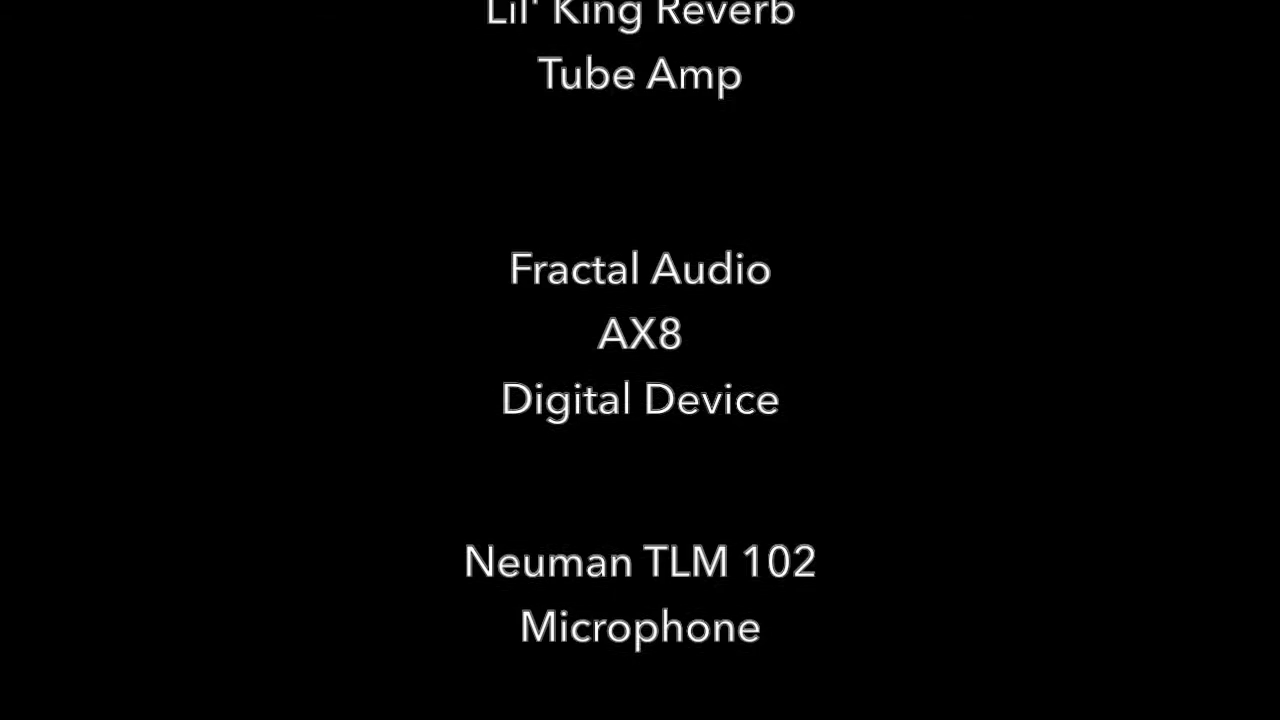 Lil' King Reverb
Tube Amp
Fractal Audio
AX8
Digital Device
Neuman TLM 102
Microphone